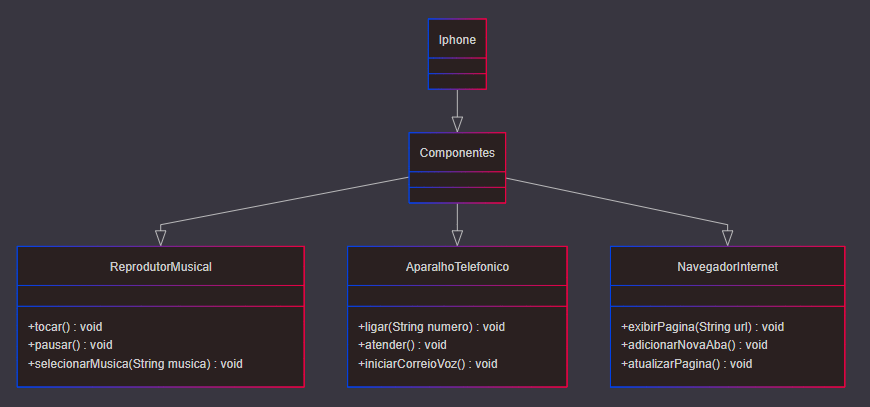 Iphone
Componentes
ReprodutorMusical
+tocar() : void
+pausar() : void
+selecionarMusica(String musica) : void
AparalhoTelefonico
+ligar(String numero) : void
+atender() : void
+iniciarCorreioVoz() : void
NavegadorInternet
+exibirPagina(String url) : void
+adicionarNovaAba() : void
+atualizarPagina() : void